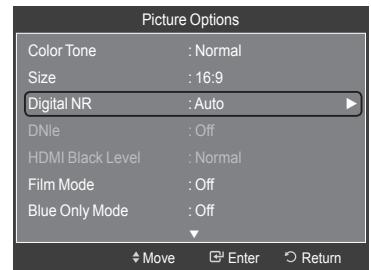 Picture Options
Color Tone : Normal
Size : 16:9
Digital NR : Auto ►
DNIe : Off
HDMI Black Level : Normal
Film Mode : Off
Blue Only Mode : Off
▼
Move Enter Return